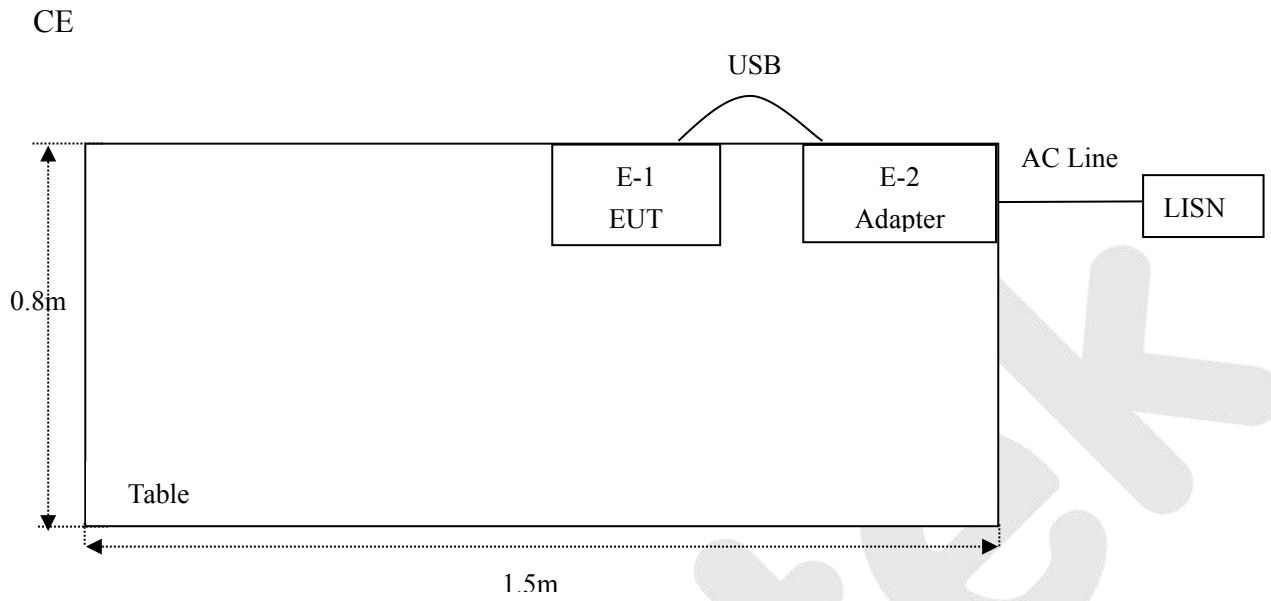 CE
USB
AC Line
E-1
EUT
E-2
Adapter
LISN
0.8m
Table
1.5m